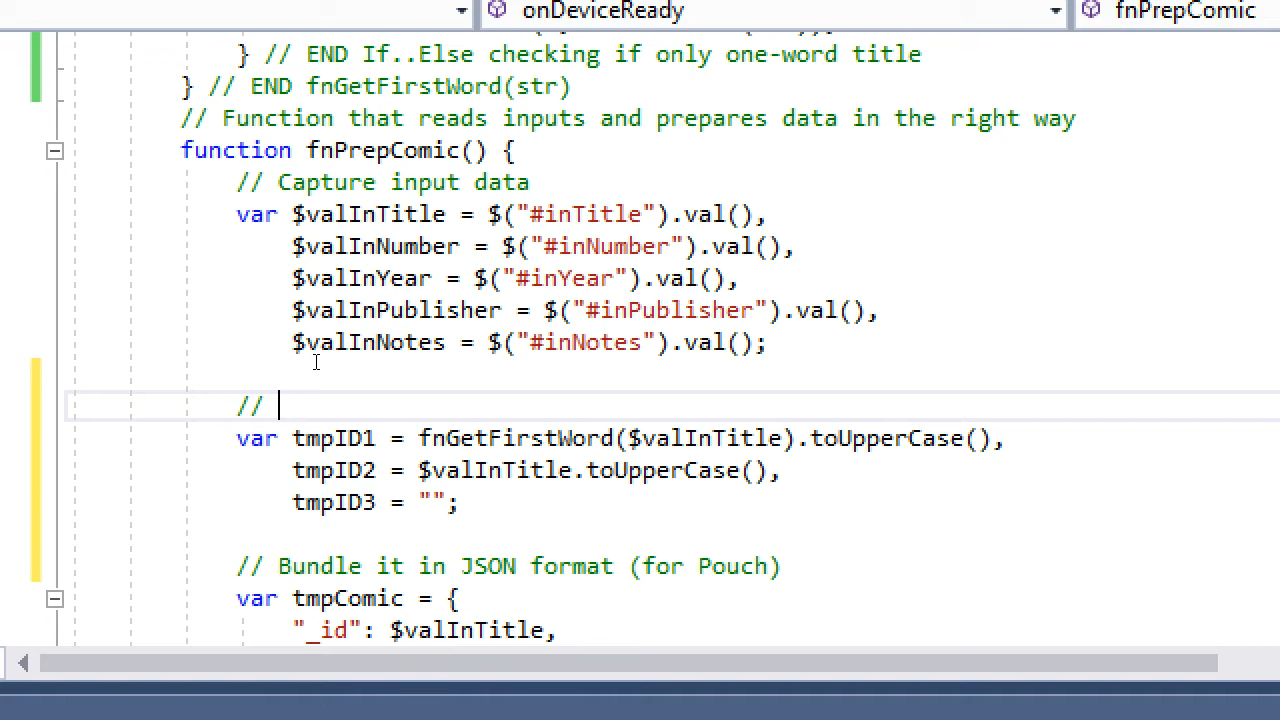 onDeviceReady fnPrepComic
} // END If..Else checking if only one-word title
} // END fnGetFirstWord(str)
// Function that reads inputs and prepares data in the right way
function fnPrepComic() {
// Capture input data
var $valInTitle = $("#inTitle").val(),
$valInNumber = $("#inNumber").val(),
$valInYear = $("#inYear").val(),
$valInPublisher = $("#inPublisher").val(),
$valInNotes = $("#inNotes").val();
//
var tmpID1 = fnGetFirstWord($valInTitle).toUpperCase(),
tmpID2 = $valInTitle.toUpperCase(),
tmpID3 = "";
// Bundle it in JSON format (for Pouch)
var tmpComic = {
"_id": $valInTitle,